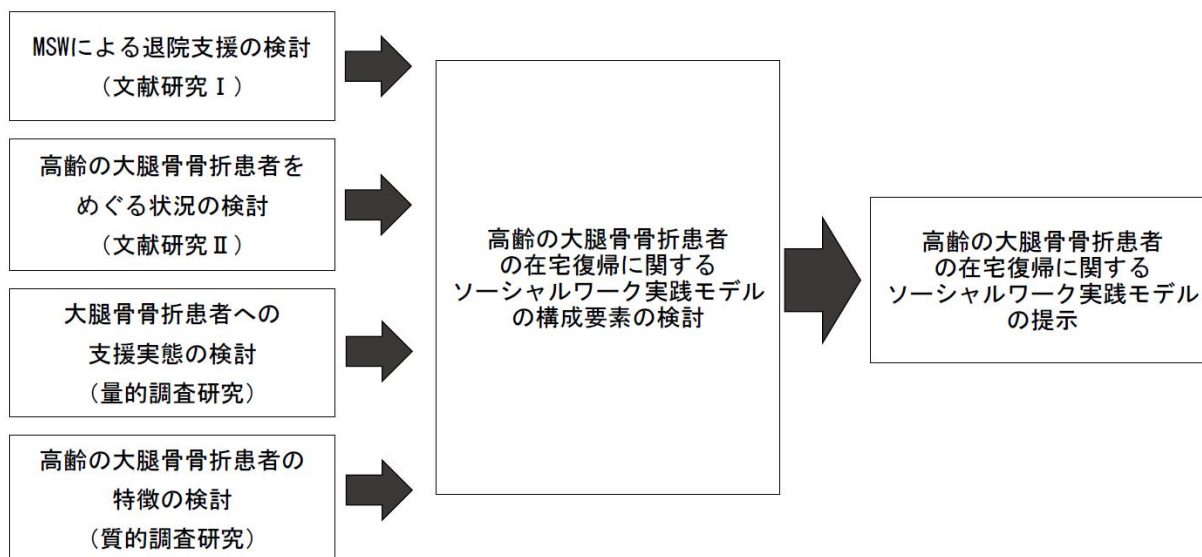 MSWによる退院支援の検討
（文献研究Ⅰ）
高齢の大腿骨骨折患者を
めぐる状況の検討
（文献研究Ⅱ）
大腿骨骨折患者への
支援実態の検討
（量的調査研究）
高齢の大腿骨骨折患者の
特徴の検討
（質的調査研究）
高齢の大腿骨骨折患者
の在宅復帰に関する
ソーシャルワーク実践モデル
の構成要素の検討
高齢の大腿骨骨折患者
の在宅復帰に関する
ソーシャルワーク実践モデル
の提示